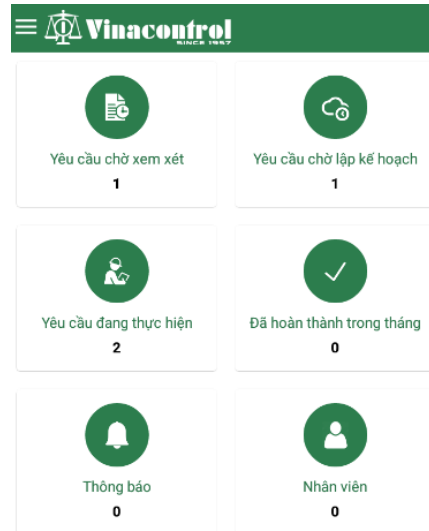 Vinacontrol
SINCE 1957
Yêu cầu chờ xem xét
1
Yêu cầu chờ lập kế hoạch
1
Yêu cầu đang thực hiện
2
Đã hoàn thành trong tháng
0
Thông báo
0
Nhân viên
0